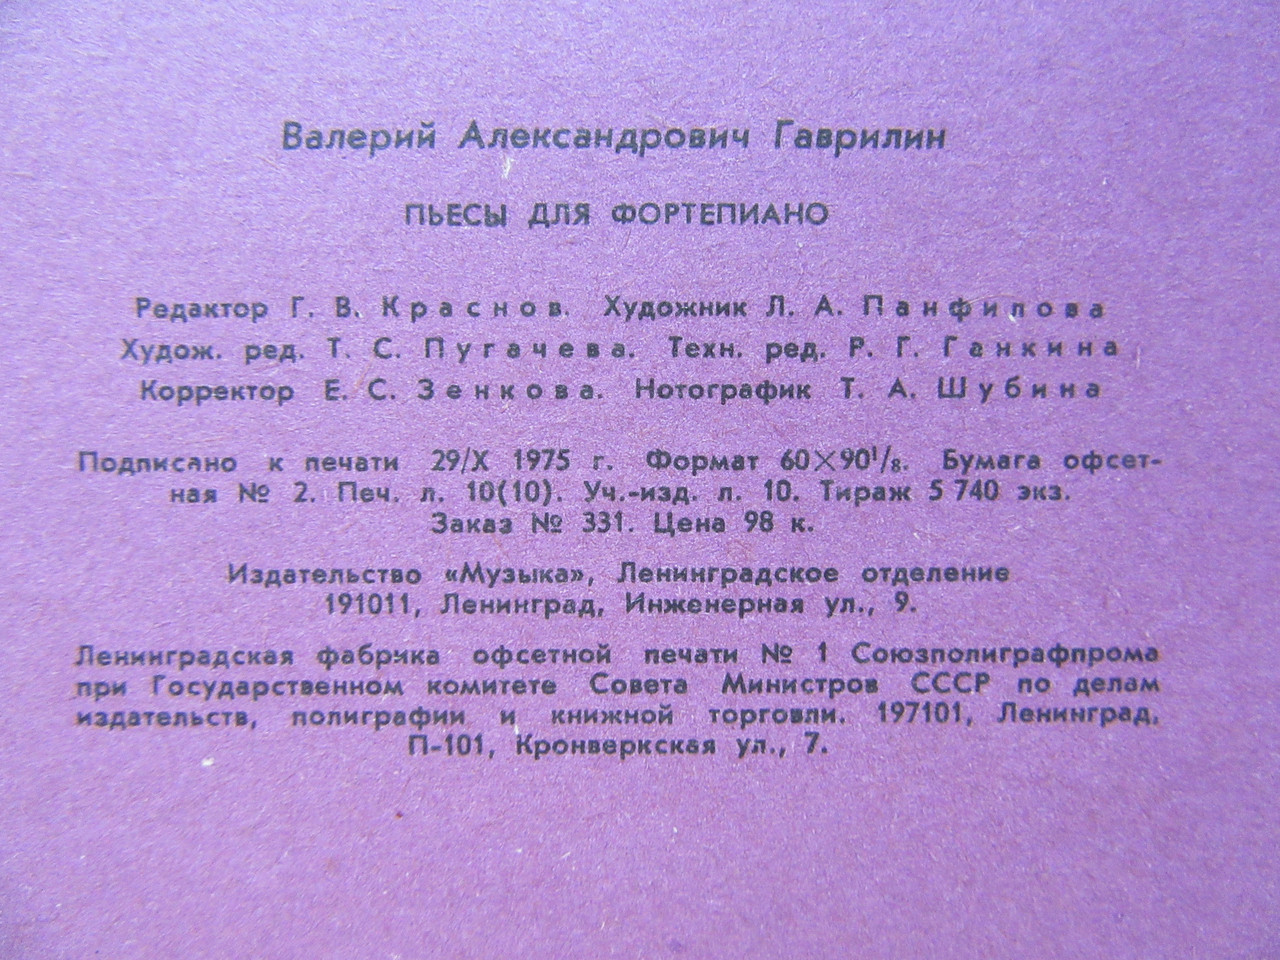 Валерий Александрович Гаврилин
ПЬЕСЫ ДЛЯ ФОРТЕПИАНО
Редактор Г. В. Краснов. Художник Л. А. Панфилова
Худож. ред. Т. С. Пугачева. Техн. ред. Р. Г. Ганкина
Корректор Е. С. Зенкова. Нотографик Т. А. Шубина
Подписано к печати 29/X 1975 г. Формат 60×90¹/₈. Бумага офсет-
ная № 2. Печ. л. 10(10). Уч.-изд. л. 10. Тираж 5 740 экз.
Заказ № 331. Цена 98 к.
Издательство «Музыка», Ленинградское отделение
191011, Ленинград, Инженерная ул., 9.
Ленинградская фабрика офсетной печати № 1 Союзполиграфпрома
при Государственном комитете Совета Министров СССР по делам
издательств, полиграфии и книжной торговли. 197101, Ленинград,
П-101, Кронверкская ул., 7.